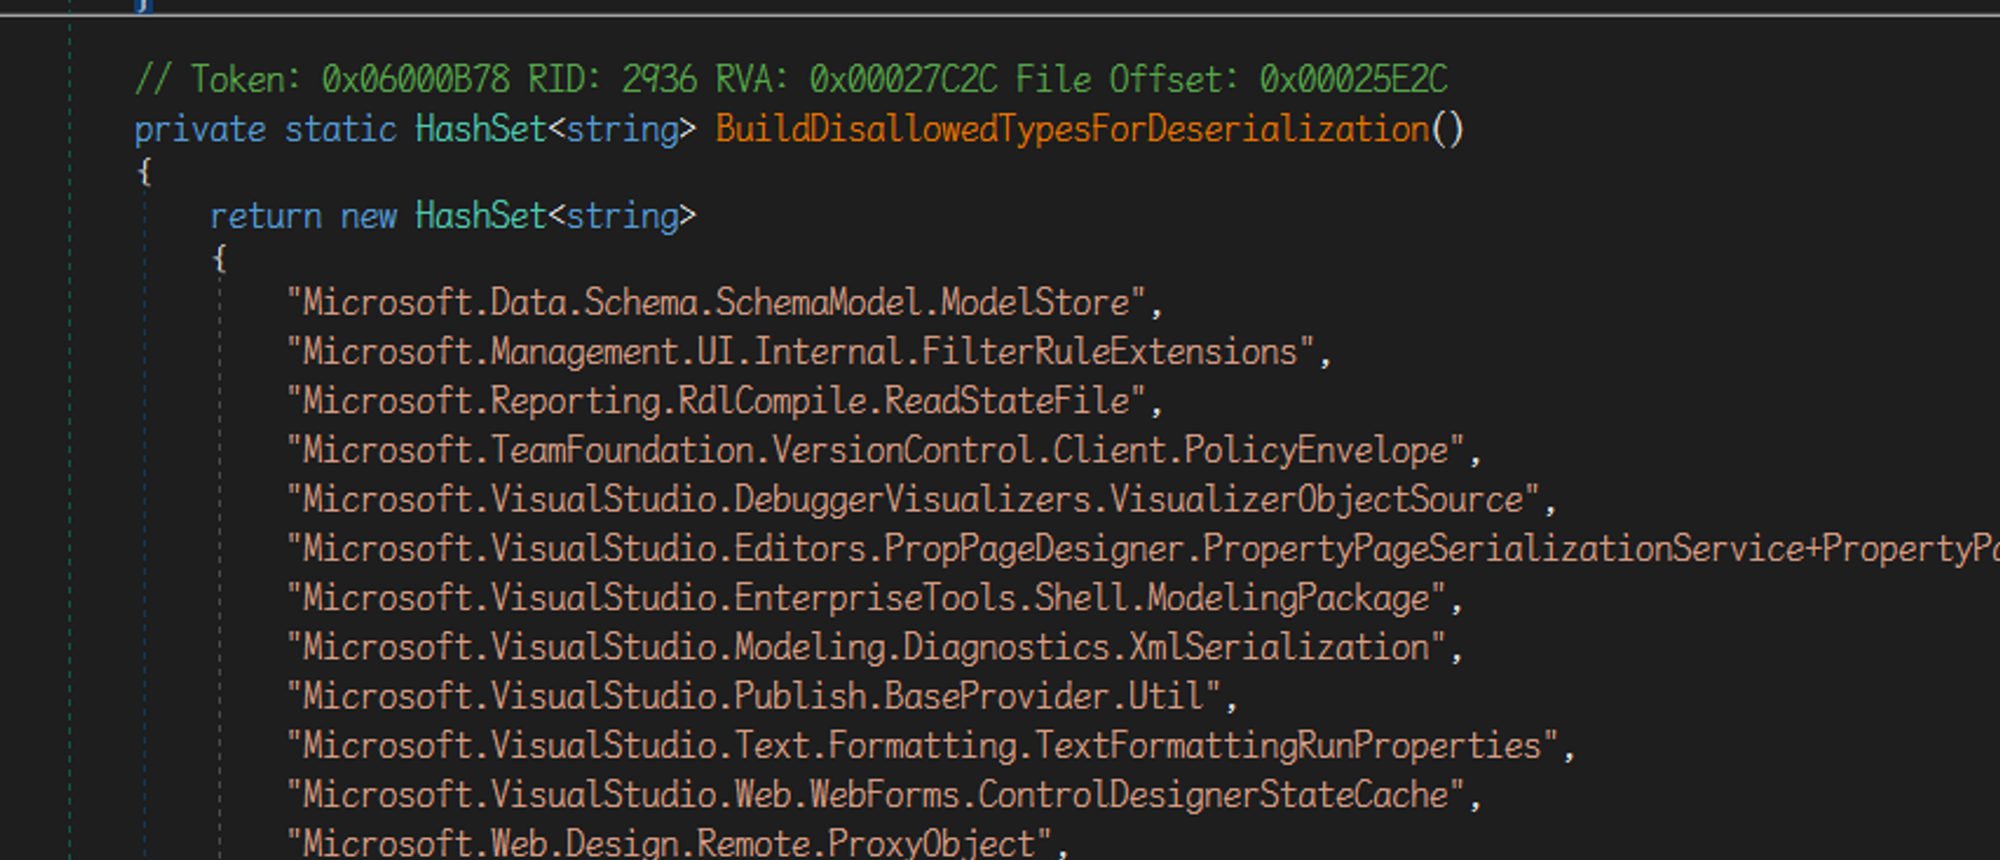 }
// Token: 0x06000B78 RID: 2936 RVA: 0x00027C2C File Offset: 0x00025E2C
private static HashSet<string> BuildDisallowedTypesForDeserialization()
{
return new HashSet<string>
{
"Microsoft.Data.Schema.SchemaModel.ModelStore",
"Microsoft.Management.UI.Internal.FilterRuleExtensions",
"Microsoft.Reporting.RdlCompile.ReadStateFile",
"Microsoft.TeamFoundation.VersionControl.Client.PolicyEnvelope",
"Microsoft.VisualStudio.DebuggerVisualizers.VisualizerObjectSource",
"Microsoft.VisualStudio.Editors.PropPageDesigner.PropertyPageSerializationService+PropertyPa
"Microsoft.VisualStudio.EnterpriseTools.Shell.ModelingPackage",
"Microsoft.VisualStudio.Modeling.Diagnostics.XmlSerialization",
"Microsoft.VisualStudio.Publish.BaseProvider.Util",
"Microsoft.VisualStudio.Text.Formatting.TextFormattingRunProperties",
"Microsoft.VisualStudio.Web.WebForms.ControlDesignerStateCache",
"Microsoft.Web.Design.Remote.ProxyObject",